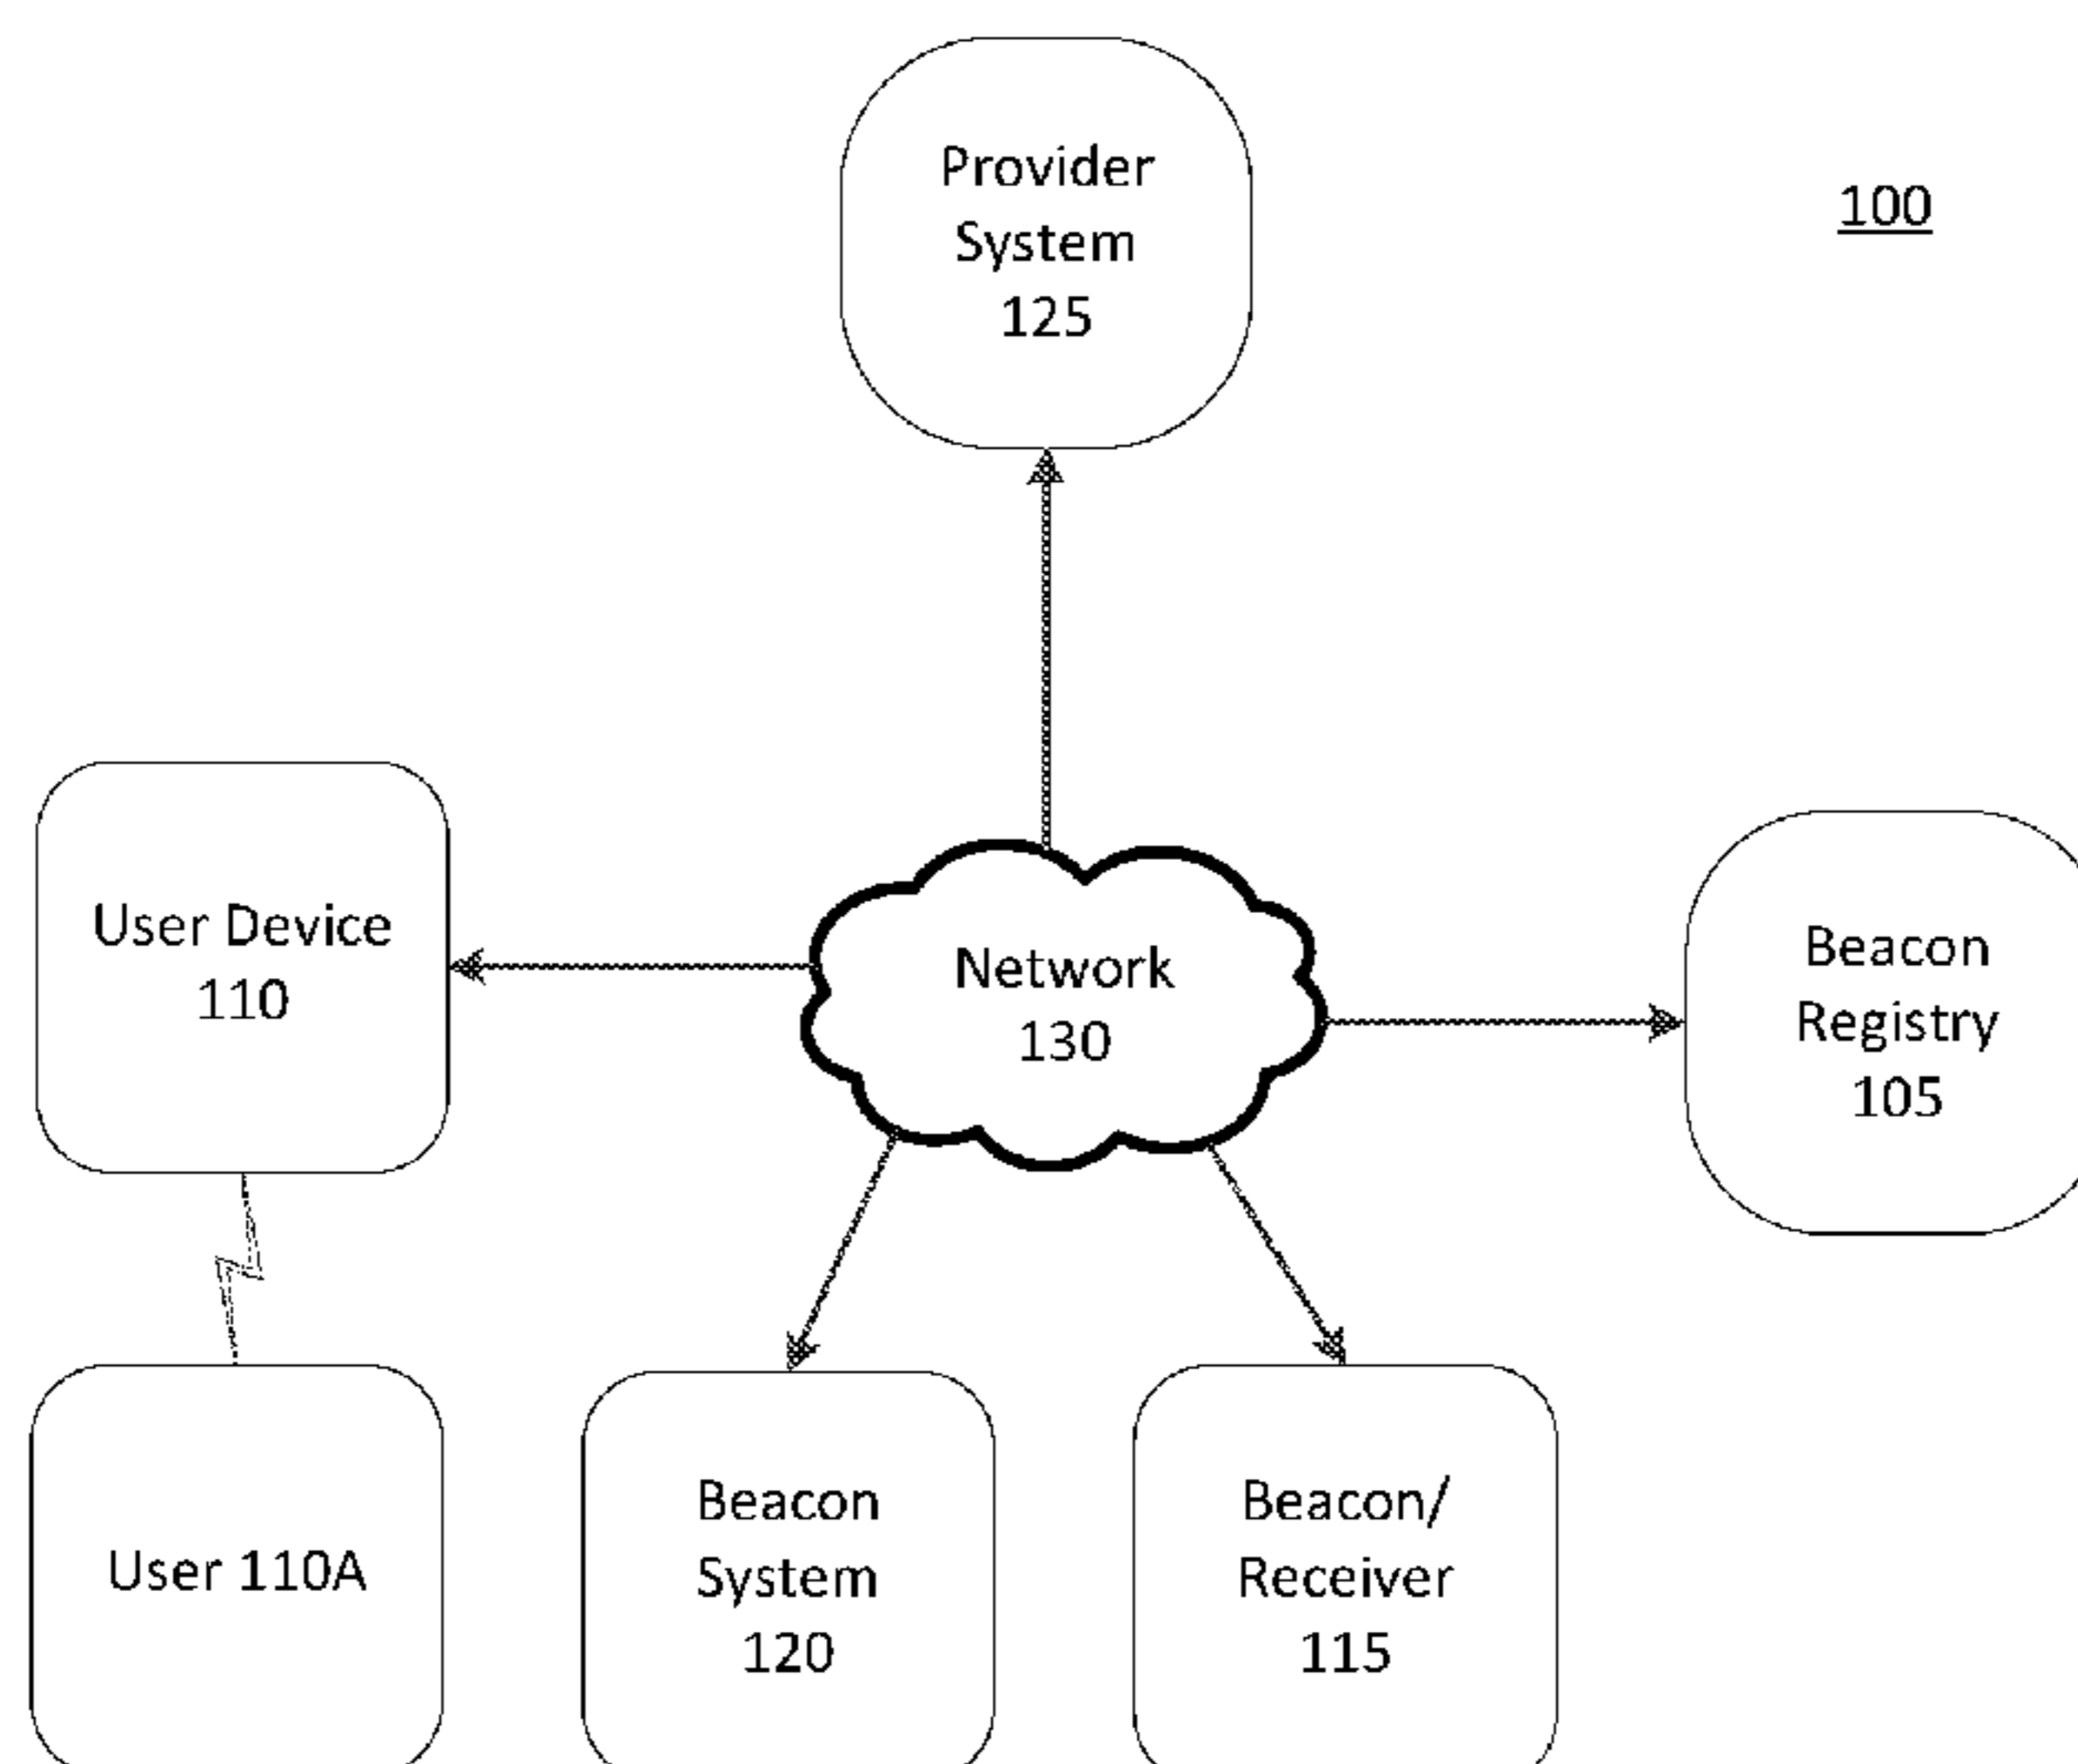 Provider
System
125
100
User Device
110
Network
130
Beacon
Registry
105
User 110A
Beacon
System
120
Beacon/
Receiver
115